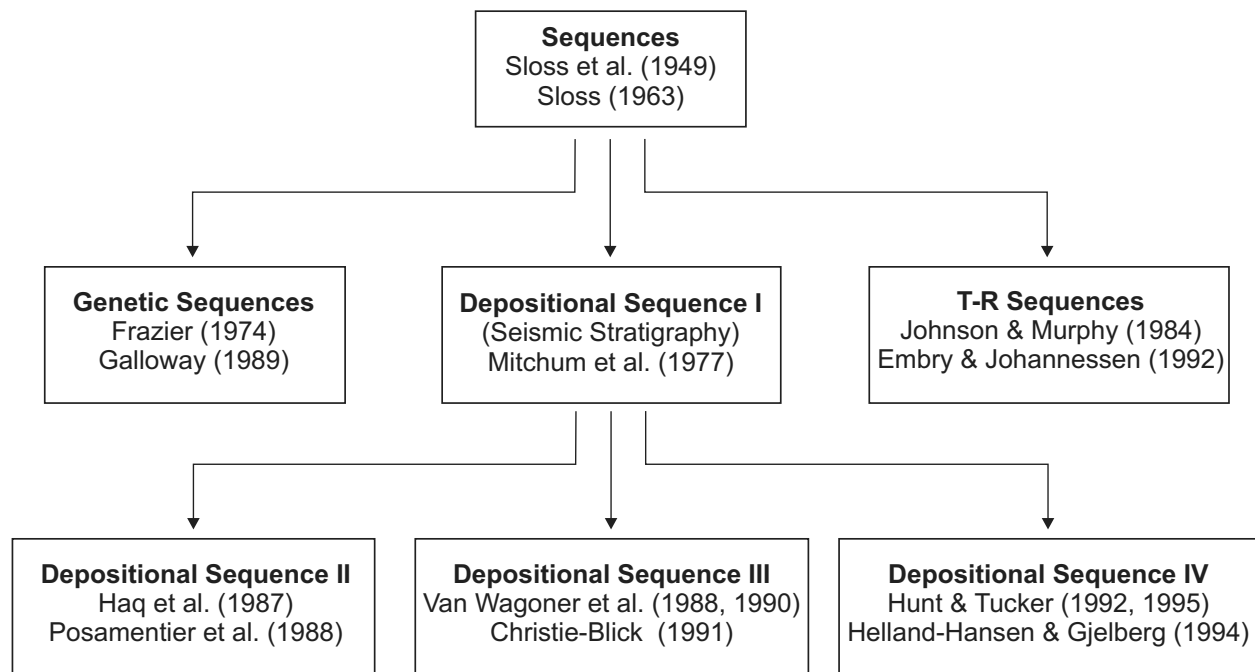 Sequences
Sloss et al. (1949)
Sloss (1963)
Genetic Sequences
Frazier (1974)
Galloway (1989)
Depositional Sequence I
(Seismic Stratigraphy)
Mitchum et al. (1977)
T-R Sequences
Johnson & Murphy (1984)
Embry & Johannessen (1992)
Depositional Sequence II
Haq et al. (1987)
Posamentier et al. (1988)
Depositional Sequence III
Van Wagoner et al. (1988, 1990)
Christie-Blick (1991)
Depositional Sequence IV
Hunt & Tucker (1992, 1995)
Helland-Hansen & Gjelberg (1994)